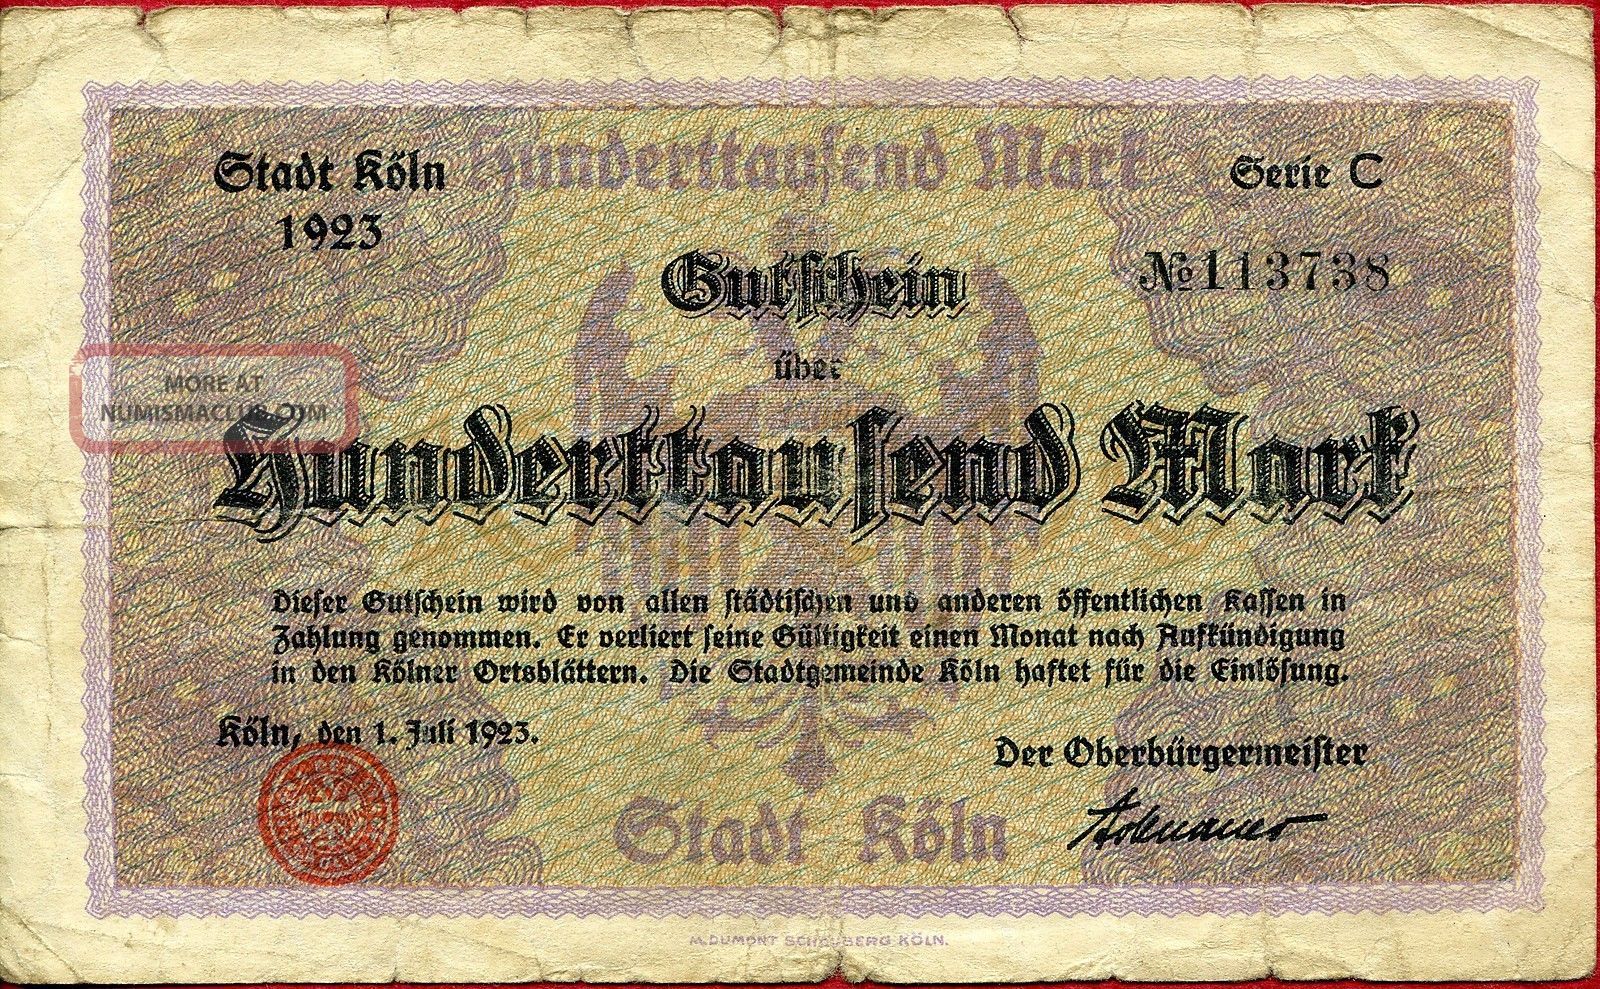 Hunderttausend Mark
Stadt Köln
1923
Serie C
№113738
Gutschein
über
MORE AT
NUMISMACLUB.COM
Hunderttausend Mark
Dieser Gutschein wird von allen städtischen und anderen öffentlichen Kassen in
Zahlung genommen. Er verliert seine Gültigkeit einen Monat nach Aufkündigung
in den Kölner Ortsblättern. Die Stadtgemeinde Köln haftet für die Einlösung.
Köln, den 1. Juli 1923.
Der Oberbürgermeister
Adenauer
Stadt Köln
M. DUMONT SCHAUBERG KÖLN.